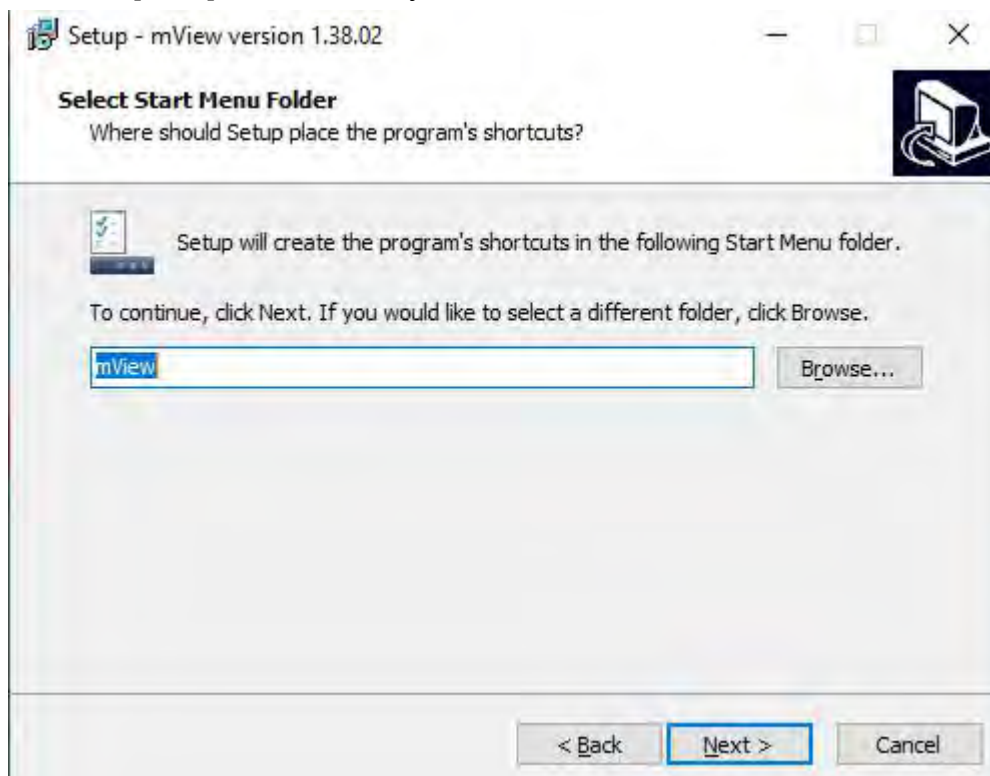 Setup - mView version 1.38.02
Select Start Menu Folder
Where should Setup place the program's shortcuts?
Setup will create the program's shortcuts in the following Start Menu folder.
To continue, click Next. If you would like to select a different folder, click Browse.
mView
Browse...
< Back
Next >
Cancel